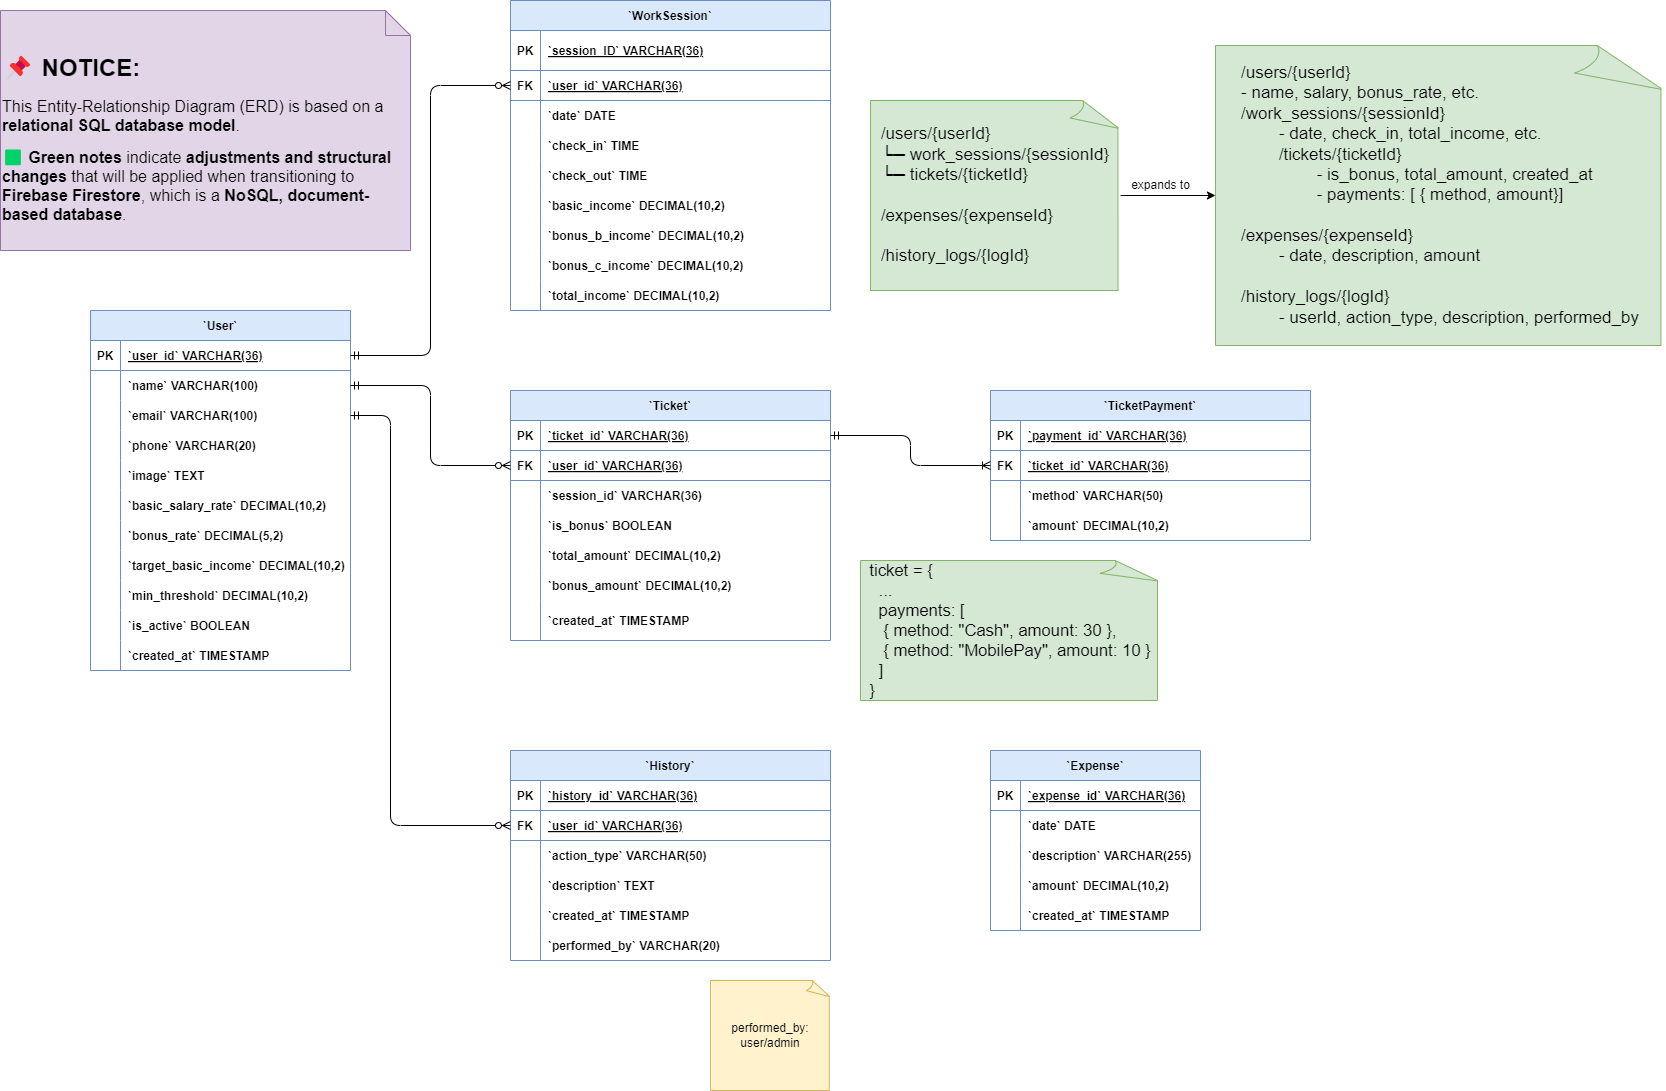 📌 NOTICE:
This Entity-Relationship Diagram (ERD) is based on a
relational SQL database model.
🟩 Green notes indicate adjustments and structural
changes that will be applied when transitioning to
Firebase Firestore, which is a NoSQL, document-
based database.
`WorkSession`
PK `session_ID` VARCHAR(36)
FK `user_id` VARCHAR(36)
`date` DATE
`check_in` TIME
`check_out` TIME
`basic_income` DECIMAL(10,2)
`bonus_b_income` DECIMAL(10,2)
`bonus_c_income` DECIMAL(10,2)
`total_income` DECIMAL(10,2)
/users/{userId}
└── work_sessions/{sessionId}
└── tickets/{ticketId}
/expenses/{expenseId}
/history_logs/{logId}
expands to
/users/{userId}
- name, salary, bonus_rate, etc.
/work_sessions/{sessionId}
- date, check_in, total_income, etc.
/tickets/{ticketId}
- is_bonus, total_amount, created_at
- payments: [ { method, amount}]
/expenses/{expenseId}
- date, description, amount
/history_logs/{logId}
- userId, action_type, description, performed_by
`User`
PK `user_id` VARCHAR(36)
`name` VARCHAR(100)
`email` VARCHAR(100)
`phone` VARCHAR(20)
`image` TEXT
`basic_salary_rate` DECIMAL(10,2)
`bonus_rate` DECIMAL(5,2)
`target_basic_income` DECIMAL(10,2)
`min_threshold` DECIMAL(10,2)
`is_active` BOOLEAN
`created_at` TIMESTAMP
`Ticket`
PK `ticket_id` VARCHAR(36)
FK `user_id` VARCHAR(36)
`session_id` VARCHAR(36)
`is_bonus` BOOLEAN
`total_amount` DECIMAL(10,2)
`bonus_amount` DECIMAL(10,2)
`created_at` TIMESTAMP
`TicketPayment`
PK `payment_id` VARCHAR(36)
FK `ticket_id` VARCHAR(36)
`method` VARCHAR(50)
`amount` DECIMAL(10,2)
ticket = {
...
payments: [
{ method: "Cash", amount: 30 },
{ method: "MobilePay", amount: 10 }
]
}
`History`
PK `history_id` VARCHAR(36)
FK `user_id` VARCHAR(36)
`action_type` VARCHAR(50)
`description` TEXT
`created_at` TIMESTAMP
`performed_by` VARCHAR(20)
`Expense`
PK `expense_id` VARCHAR(36)
`date` DATE
`description` VARCHAR(255)
`amount` DECIMAL(10,2)
`created_at` TIMESTAMP
performed_by:
user/admin